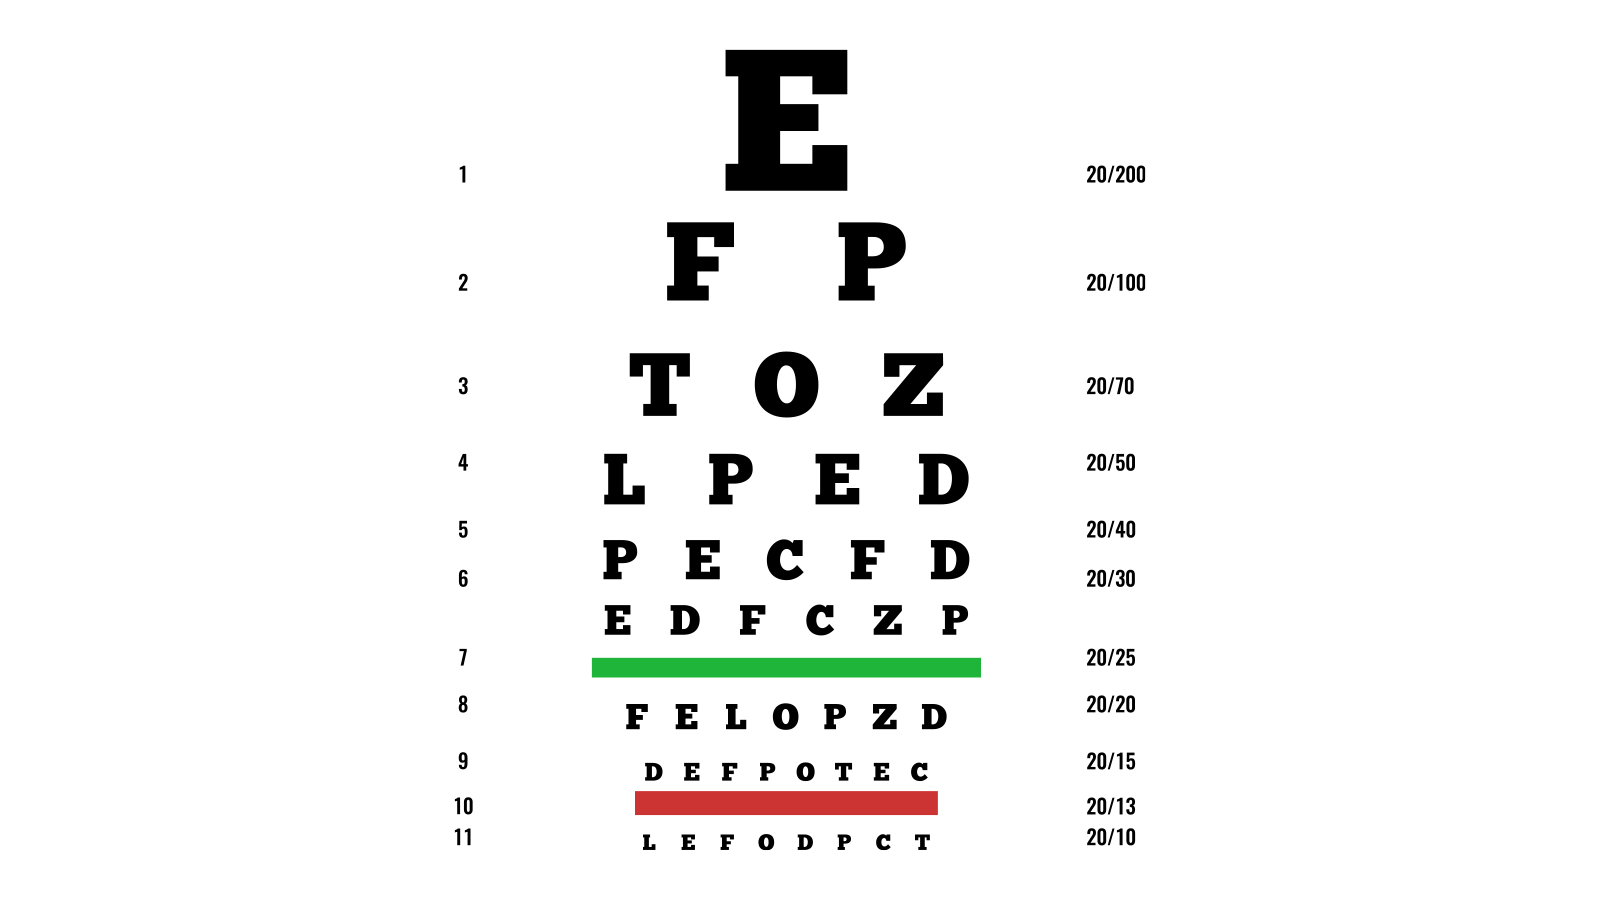 E
1 20/200
F P
2 20/100
T O Z
3 20/70
L P E D
4 20/50
5 20/40
P E C F D
6 20/30
E D F C Z P
7 20/25
8 20/20
F E L O P Z D
9 20/15
D E F P O T E C
10 20/13
11 20/10
L E F O D P C T